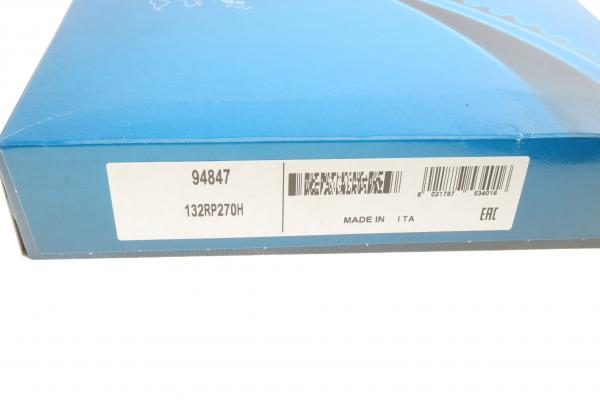 94847
132RP270H
MADE IN ITA
8 021787 534016
EAC